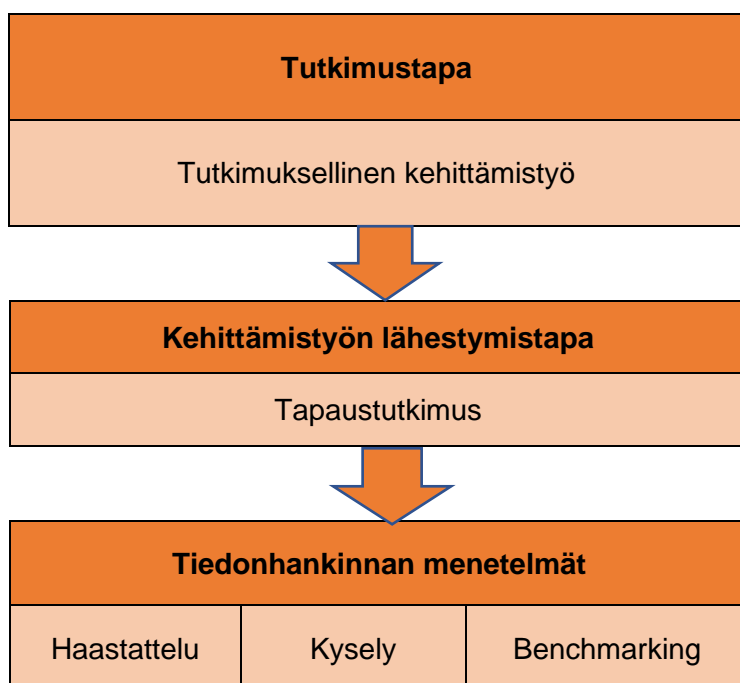 Tutkimustapa
Tutkimuksellinen kehittämistyö
Kehittämistyön lähestymistapa
Tapaustutkimus
Tiedonhankinnan menetelmät
Haastattelu
Kysely
Benchmarking